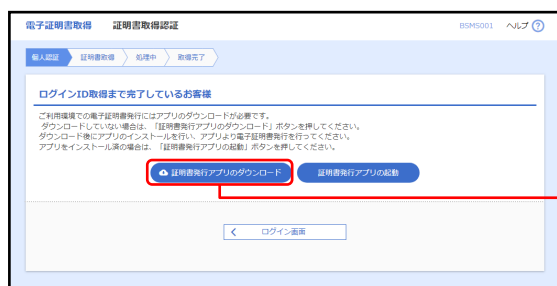 電子証明書取得　証明書取得認証
BSMS001　ヘルプ ?
個人認証　証明書取得　処理中　取得完了
ログインID取得まで完了しているお客様
ご利用環境での電子証明書発行にはアプリのダウンロードが必要です。
ダウンロードしていない場合は、「証明書発行アプリのダウンロード」ボタンを押してください。
ダウンロード後にアプリのインストールを行い、アプリより電子証明書発行を行ってください。
アプリをインストール済の場合は、「証明書発行アプリの起動」ボタンを押してください。
証明書発行アプリのダウンロード　証明書発行アプリの起動
ログイン画面